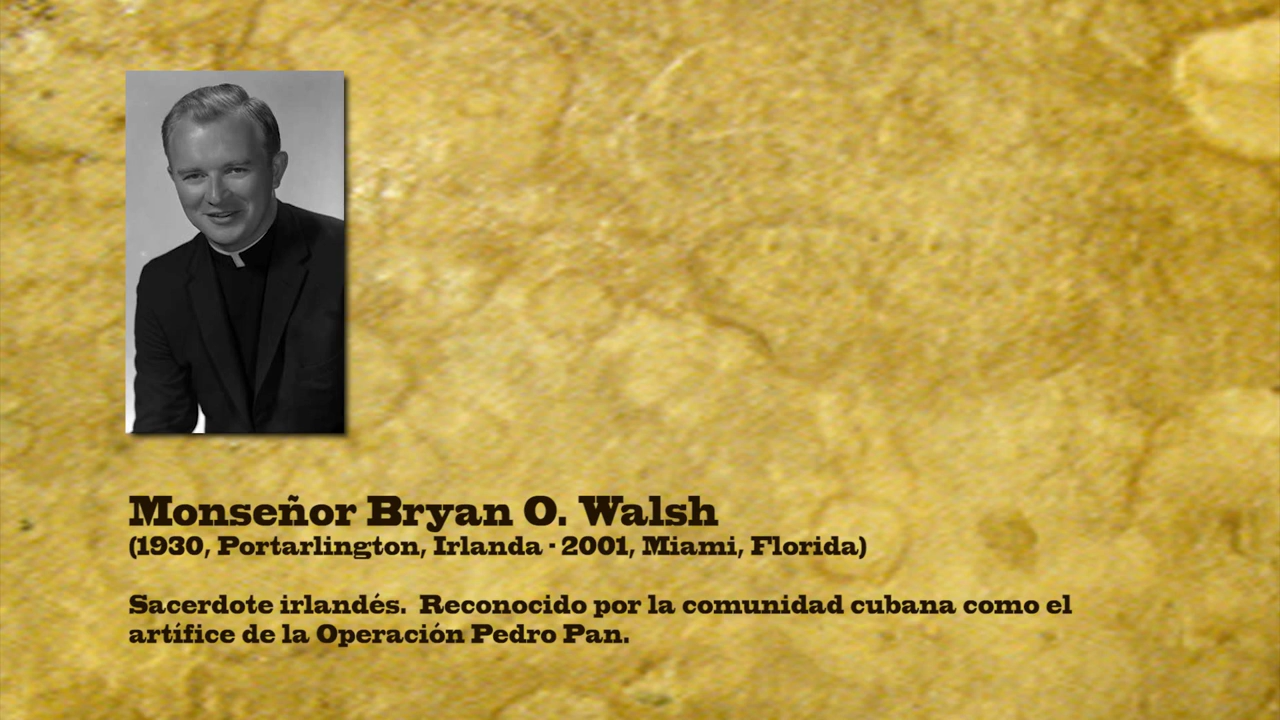 Monseñor Bryan O. Walsh
(1930, Portarlington, Irlanda - 2001, Miami, Florida)
Sacerdote irlandés.  Reconocido por la comunidad cubana como el
artífice de la Operación Pedro Pan.